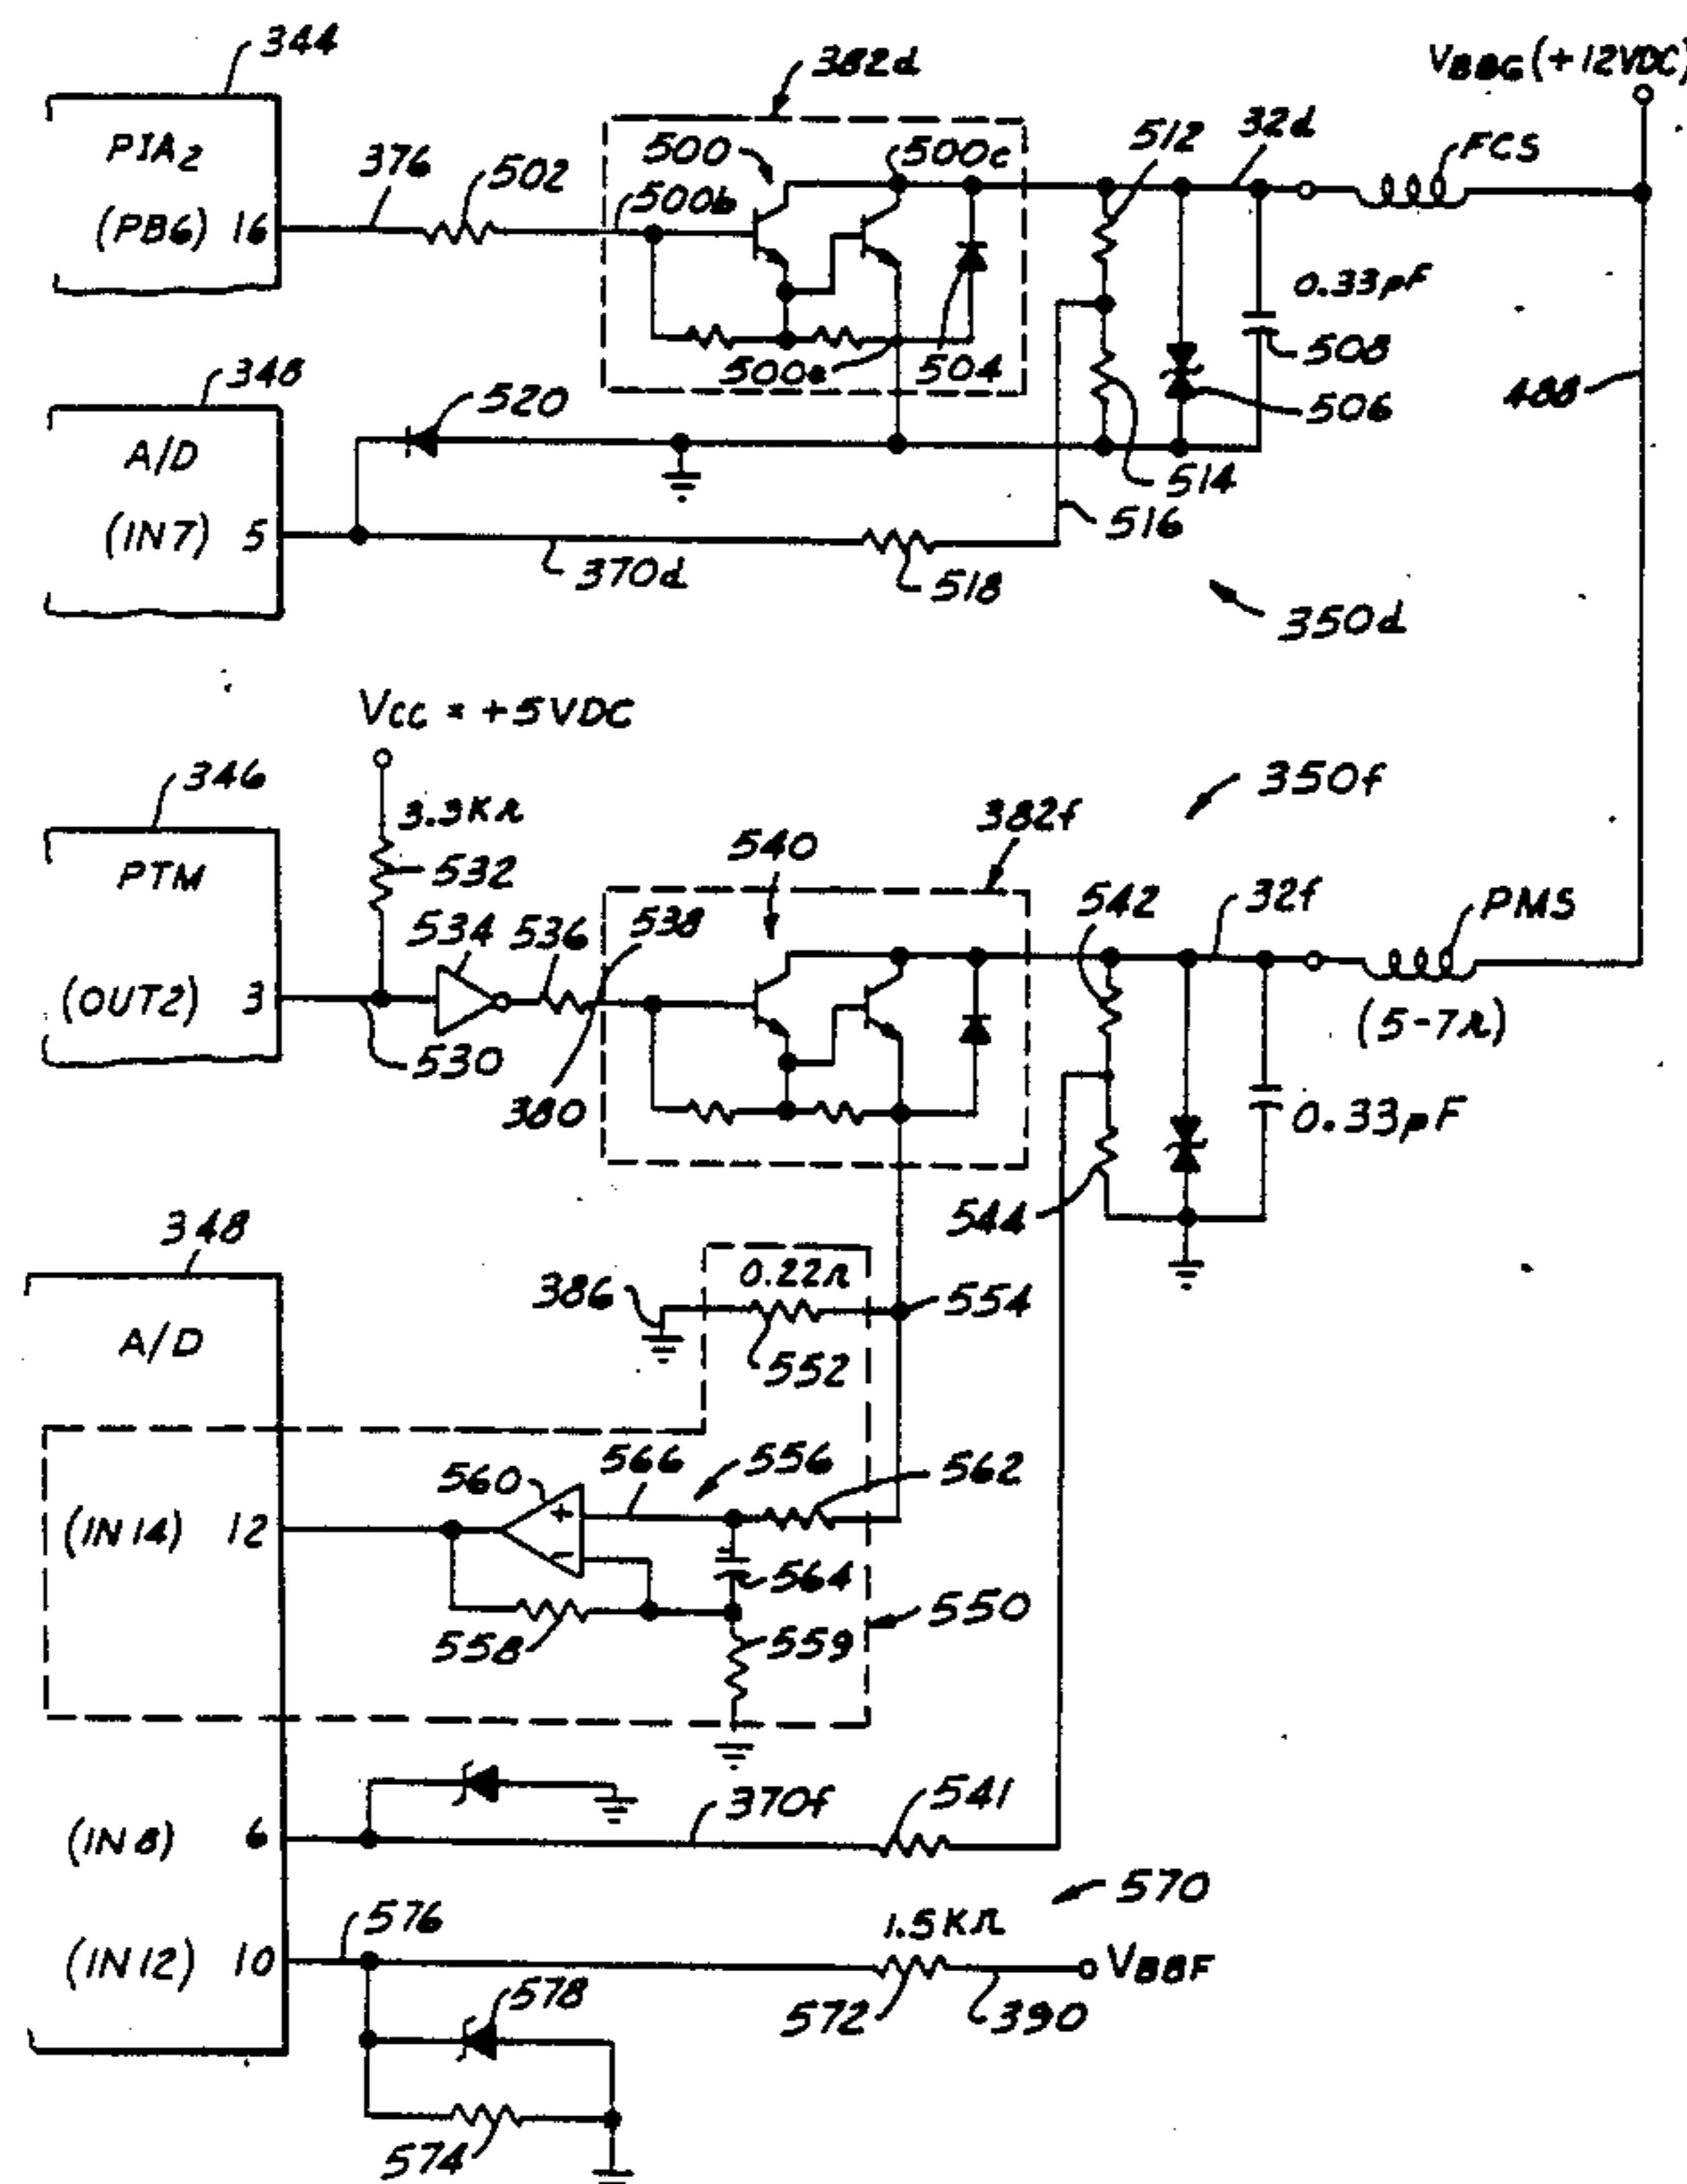 344
382d
VBBG (+12VDC)
PIA2
376
502
500
500c
512
32d
FCS
(PB6) 16
500b
0.33pF
508
500e
504
506
488
348
520
A/D
514
(IN7) 5
516
370d
518
350d
VCC = +5VDC
346
350f
3.3KΩ
382f
540
PTM
532
542
32f
PMS
534
536
538
(OUT2) 3
(5-7Ω)
530
380
0.33pF
544
348
0.22Ω
386
554
A/D
552
560
566
556
562
(IN14) 12
564
550
558
559
370f
541
(IN8) 6
570
576
1.5KΩ
(IN12) 10
VBBF
578
572
390
574